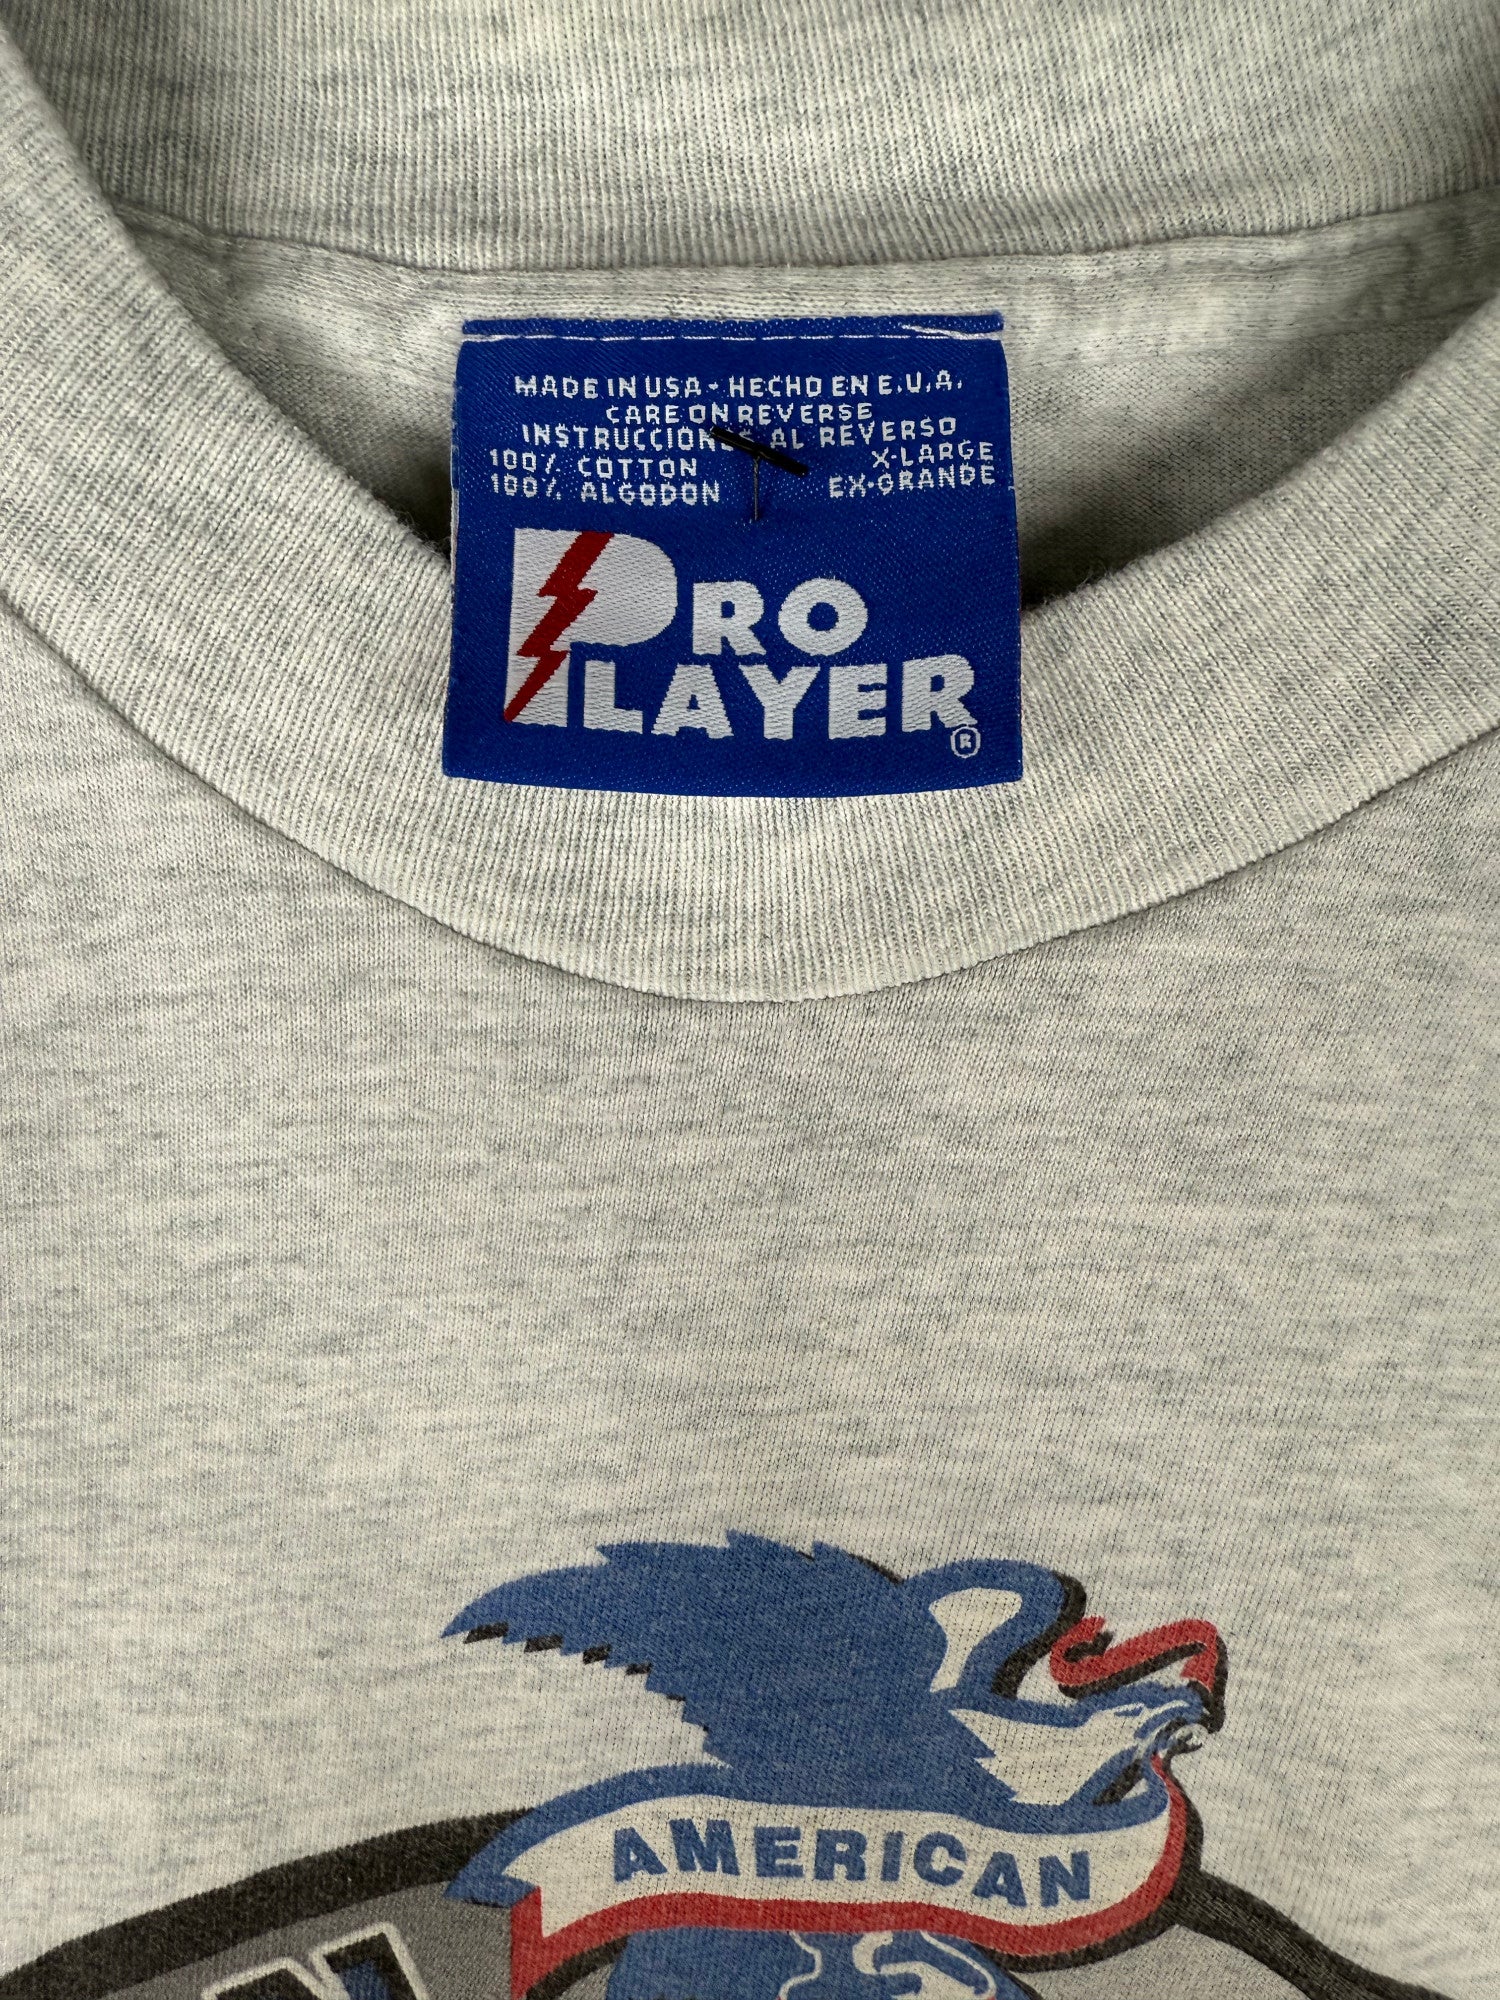 MADE IN USA - HECHO EN E.U.A.
CARE ON REVERSE
INSTRUCCIONES AL REVERSO
100% COTTON X-LARGE
100% ALGODON EX-GRANDE
PRO
PLAYER
®
AMERICAN